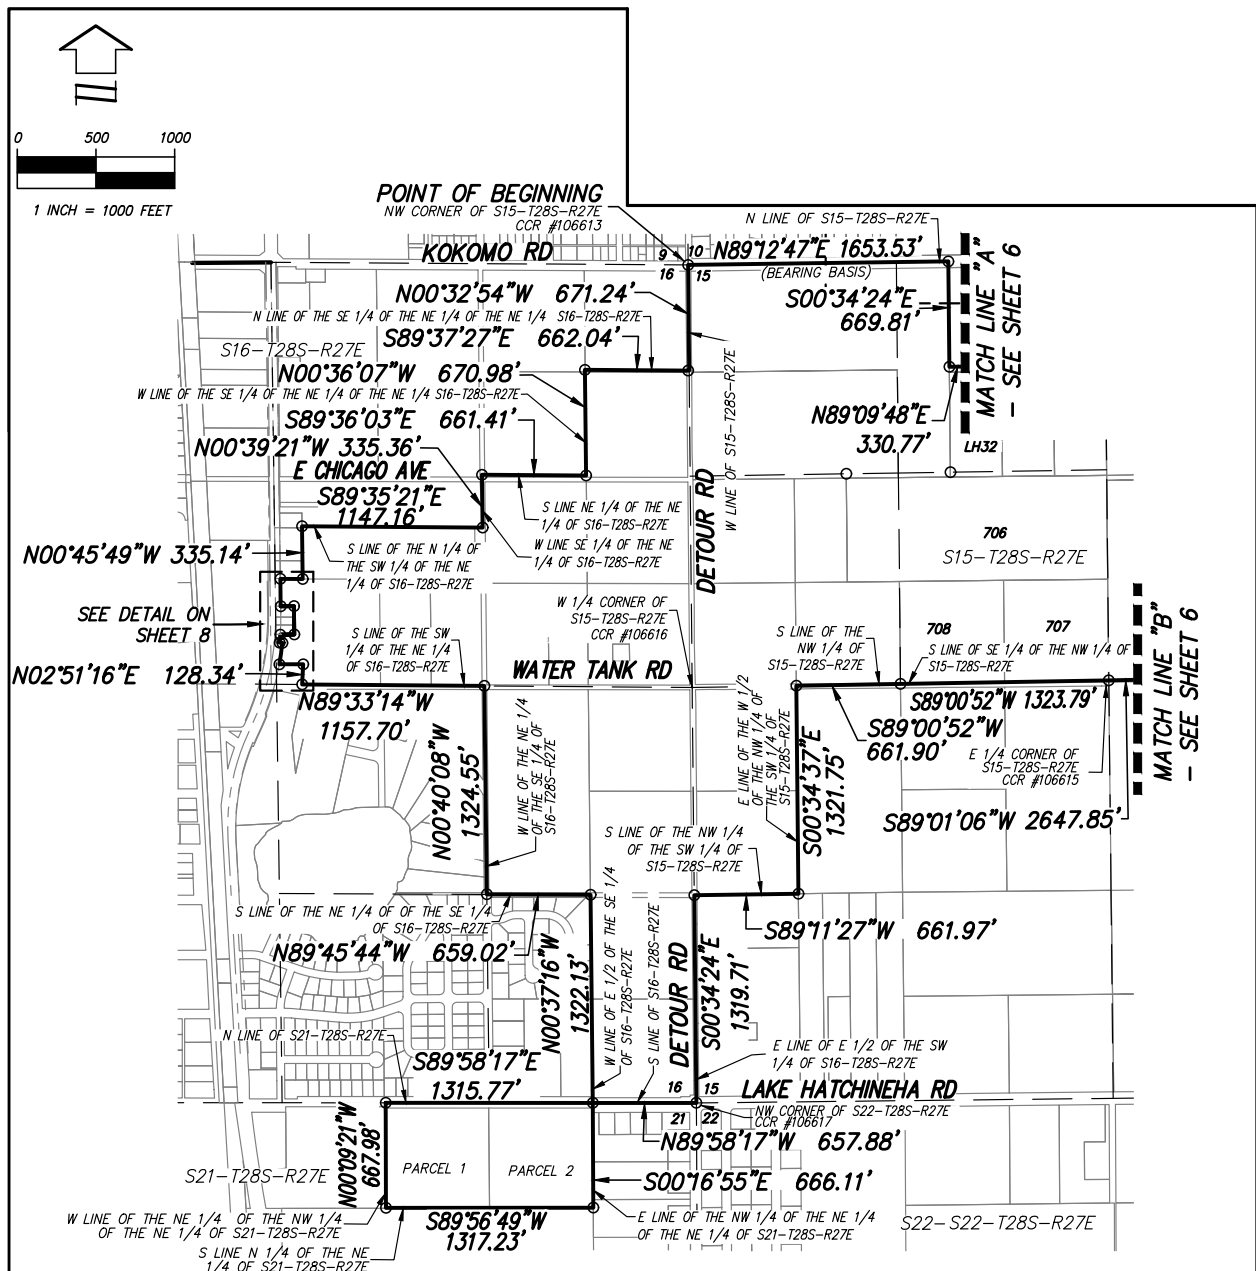 0 500 1000
1 INCH = 1000 FEET
POINT OF BEGINNING
NW CORNER OF S15-T28S-R27E
CCR #106613
N LINE OF S15-T28S-R27E
KOKOMO RD
9 10
16 15
N89°12'47"E 1653.53'
(BEARING BASIS)
MATCH LINE "A"
- SEE SHEET 6
N00°32'54"W 671.24'
S00°34'24"E
669.81'
N LINE OF THE SE 1/4 OF THE NE 1/4 OF THE NE 1/4 S16-T28S-R27E
S89°37'27"E 662.04'
S16-T28S-R27E
N00°36'07"W 670.98'
W LINE OF THE SE 1/4 OF THE NE 1/4 OF THE NE 1/4 S16-T28S-R27E
W LINE OF S15-T28S-R27E
S89°36'03"E 661.41'
N89°09'48"E
330.77'
LH32
N00°39'21"W 335.36'
E CHICAGO AVE
S89°35'21"E
1147.16'
DETOUR RD
S LINE NE 1/4 OF THE NE
1/4 OF S16-T28S-R27E
W LINE SE 1/4 OF THE NE
1/4 OF S16-T28S-R27E
706
S15-T28S-R27E
N00°45'49"W 335.14'
S LINE OF THE N 1/4 OF
THE SW 1/4 OF THE NE
1/4 OF S16-T28S-R27E
SEE DETAIL ON
SHEET 8
W 1/4 CORNER OF
S15-T28S-R27E
CCR #106616
S LINE OF THE SW
1/4 OF THE NE 1/4
OF S16-T28S-R27E
S LINE OF THE
NW 1/4 OF
S15-T28S-R27E
708
707
S LINE OF SE 1/4 OF THE NW 1/4 OF
S15-T28S-R27E
MATCH LINE "B"
- SEE SHEET 6
N02°51'16"E 128.34'
WATER TANK RD
N89°33'14"W
1157.70'
S89°00'52"W 1323.79'
S89°00'52"W
661.90'
E 1/4 CORNER OF
S15-T28S-R27E
CCR #106615
N00°40'08"W
1324.55'
W LINE OF THE NE 1/4
OF THE SE 1/4 OF
S16-T28S-R27E
E LINE OF THE W 1/2
OF THE NW 1/4 OF
THE SW 1/4 OF
S15-T28S-R27E
S00°34'37"E
1321.75'
S89°01'06"W 2647.85'
S LINE OF THE NW 1/4
OF THE SW 1/4 OF
S15-T28S-R27E
S LINE OF THE NE 1/4 OF OF THE SE 1/4
OF S16-T28S-R27E
N89°45'44"W 659.02'
S89°11'27"W 661.97'
N00°37'16"W
1322.13'
W LINE OF E 1/2 OF THE SE 1/4
OF S16-T28S-R27E
S LINE OF S16-T28S-R27E
DETOUR RD
S00°34'24"E
1319.71'
N LINE OF S21-T28S-R27E
S89°58'17"E
1315.77'
E LINE OF E 1/2 OF THE SW
1/4 OF S16-T28S-R27E
16 15
21 22
LAKE HATCHINEHA RD
NW CORNER OF S22-T28S-R27E
CCR #106617
N00°09'21"W
667.98'
N89°58'17"W 657.88'
PARCEL 1
PARCEL 2
S21-T28S-R27E
S00°16'55"E 666.11'
W LINE OF THE NE 1/4 OF THE NW 1/4
OF THE NE 1/4 OF S21-T28S-R27E
S89°56'49"W
1317.23'
E LINE OF THE NW 1/4 OF THE NE 1/4
OF THE NE 1/4 OF S21-T28S-R27E
S22-S22-T28S-R27E
S LINE N 1/4 OF THE NE
1/4 OF S21-T28S-R27E